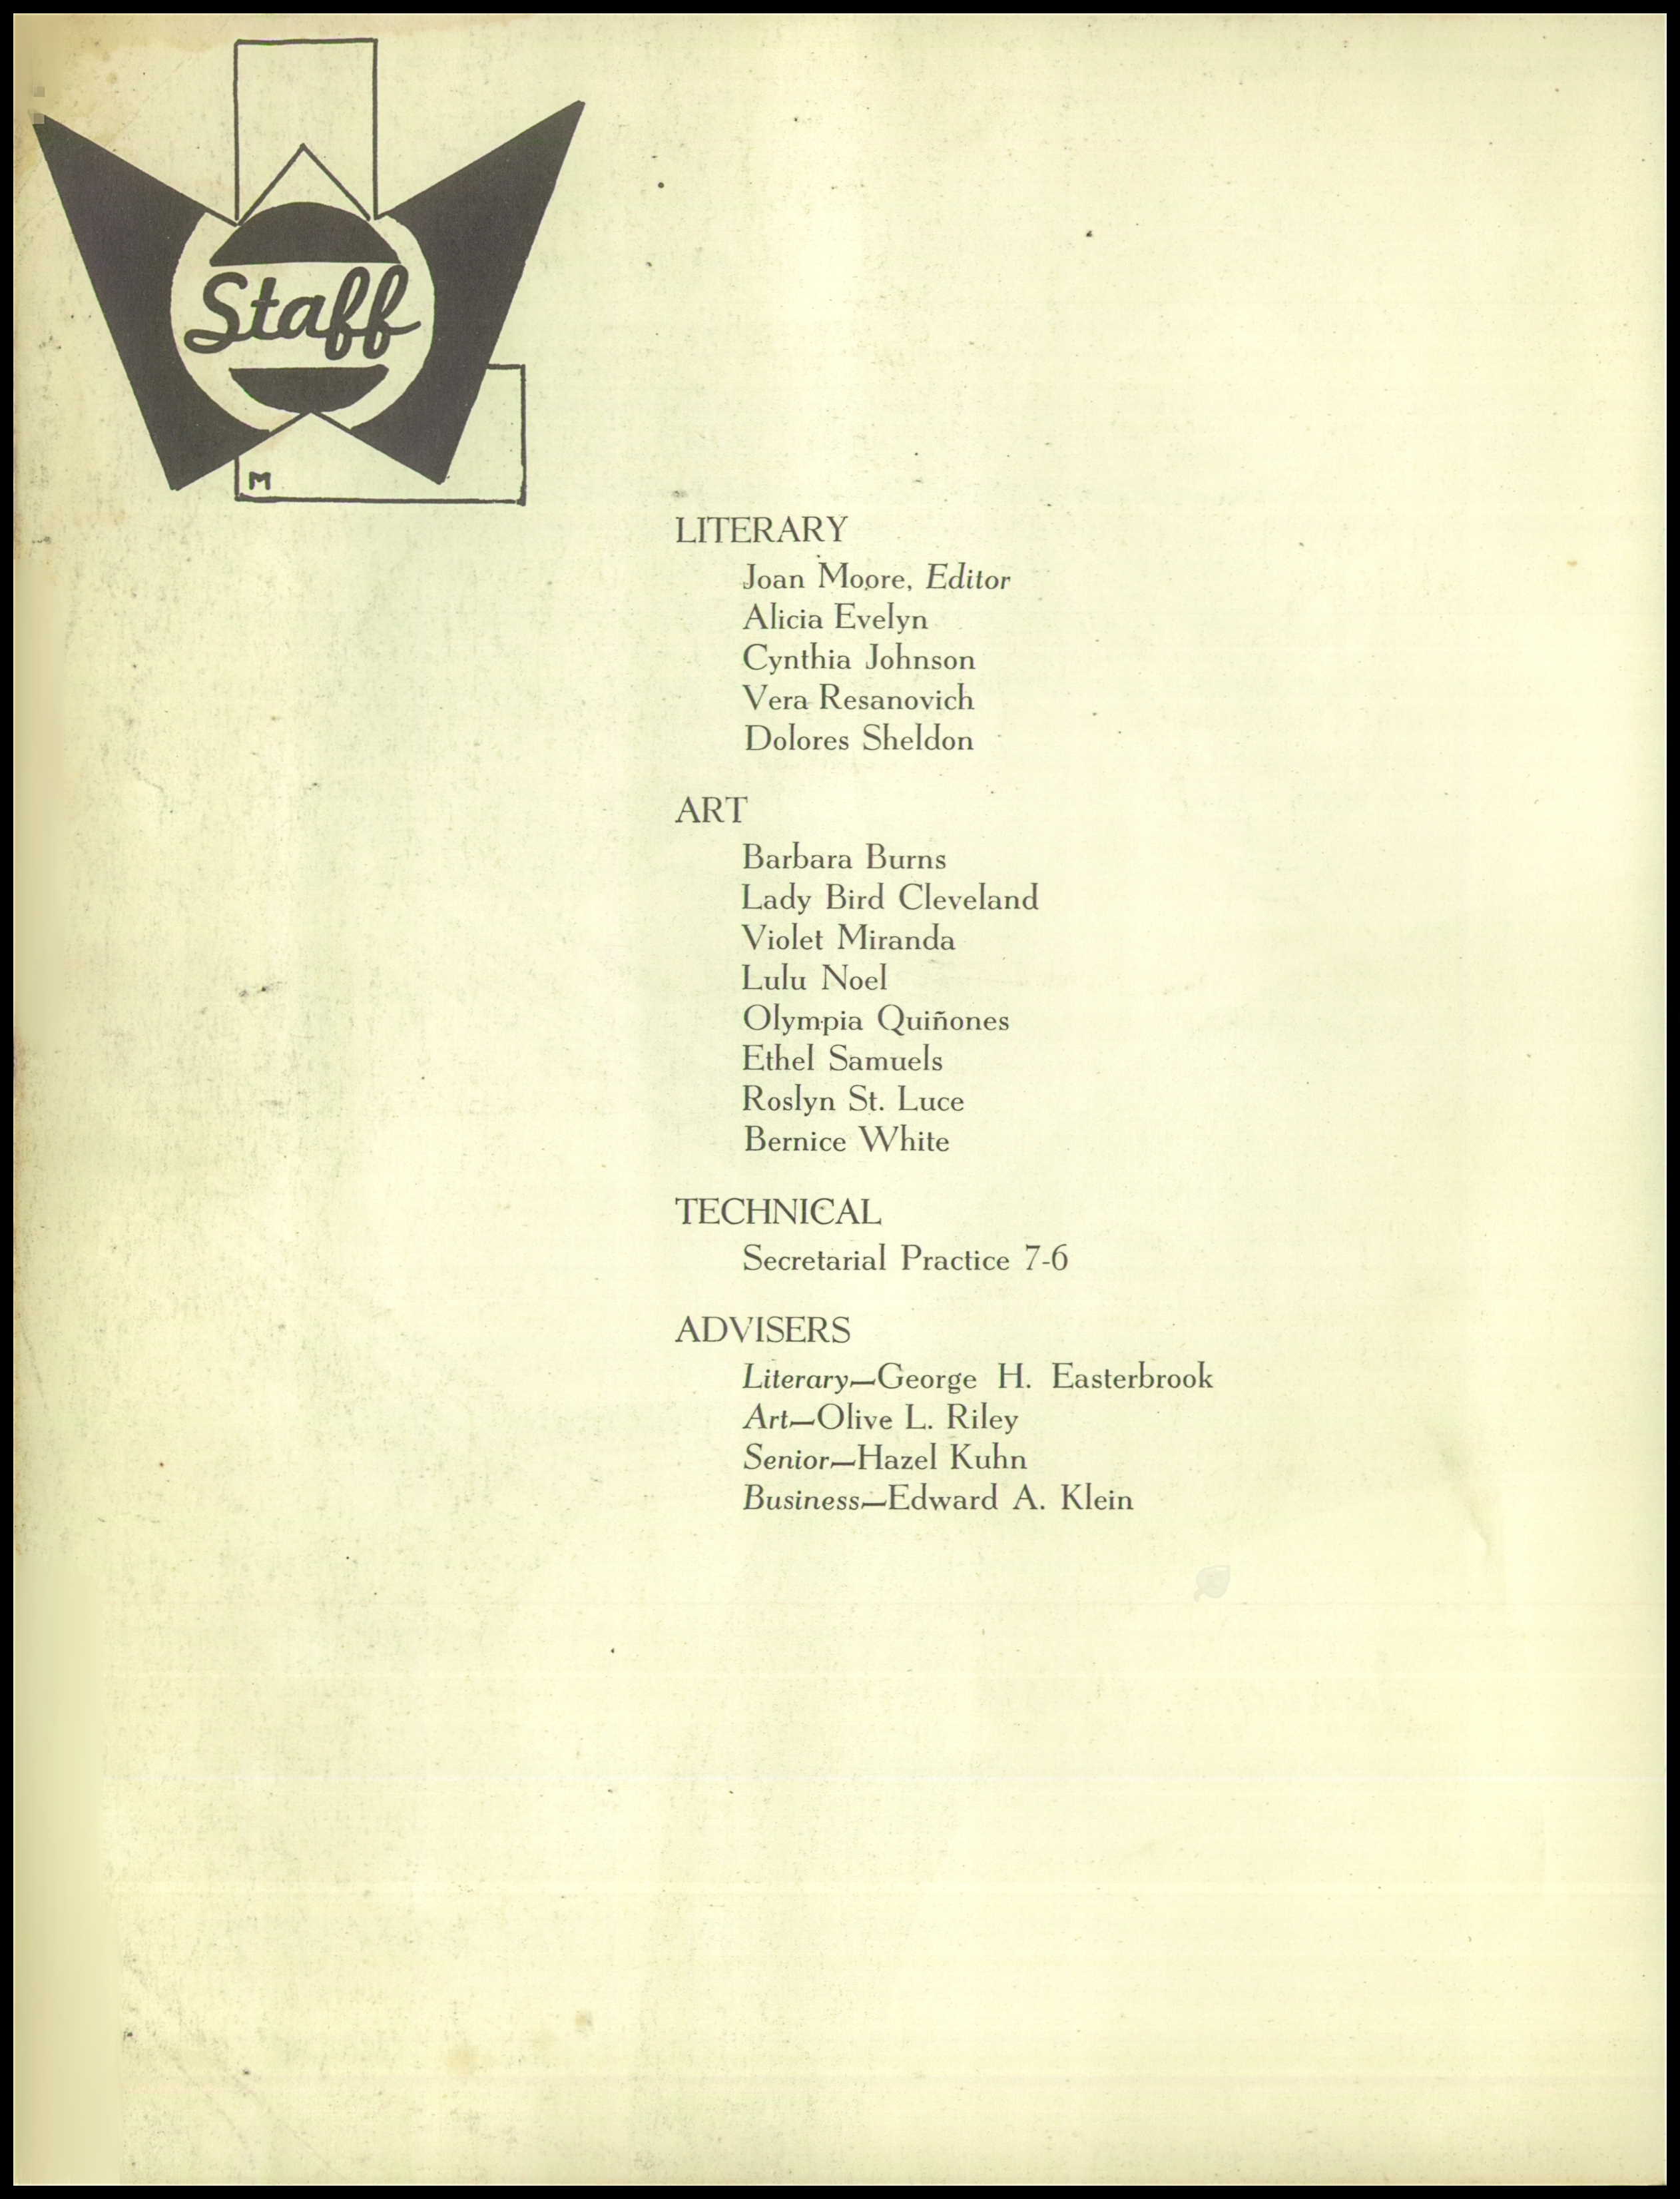 Staff
M
LITERARY
Joan Moore, Editor
Alicia Evelyn
Cynthia Johnson
Vera Resanovich
Dolores Sheldon
ART
Barbara Burns
Lady Bird Cleveland
Violet Miranda
Lulu Noel
Olympia Quiñones
Ethel Samuels
Roslyn St. Luce
Bernice White
TECHNICAL
Secretarial Practice 7-6
ADVISERS
Literary—George H. Easterbrook
Art—Olive L. Riley
Senior—Hazel Kuhn
Business—Edward A. Klein